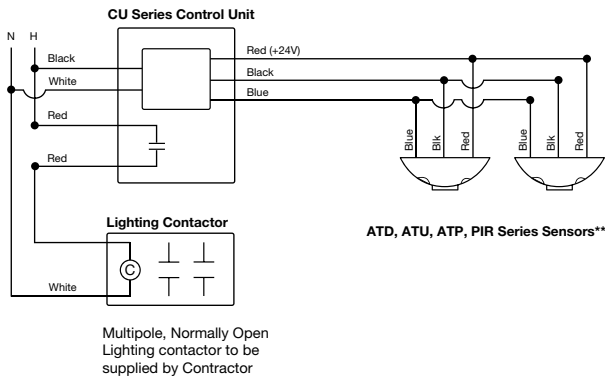 CU Series Control Unit
N H
Black
White
Red
Red
Red (+24V)
Black
Blue
Blue
Blk
Red
Blue
Blk
Red
ATD, ATU, ATP, PIR Series Sensors**
Lighting Contactor
C
White
Multipole, Normally Open
Lighting contactor to be
supplied by Contractor